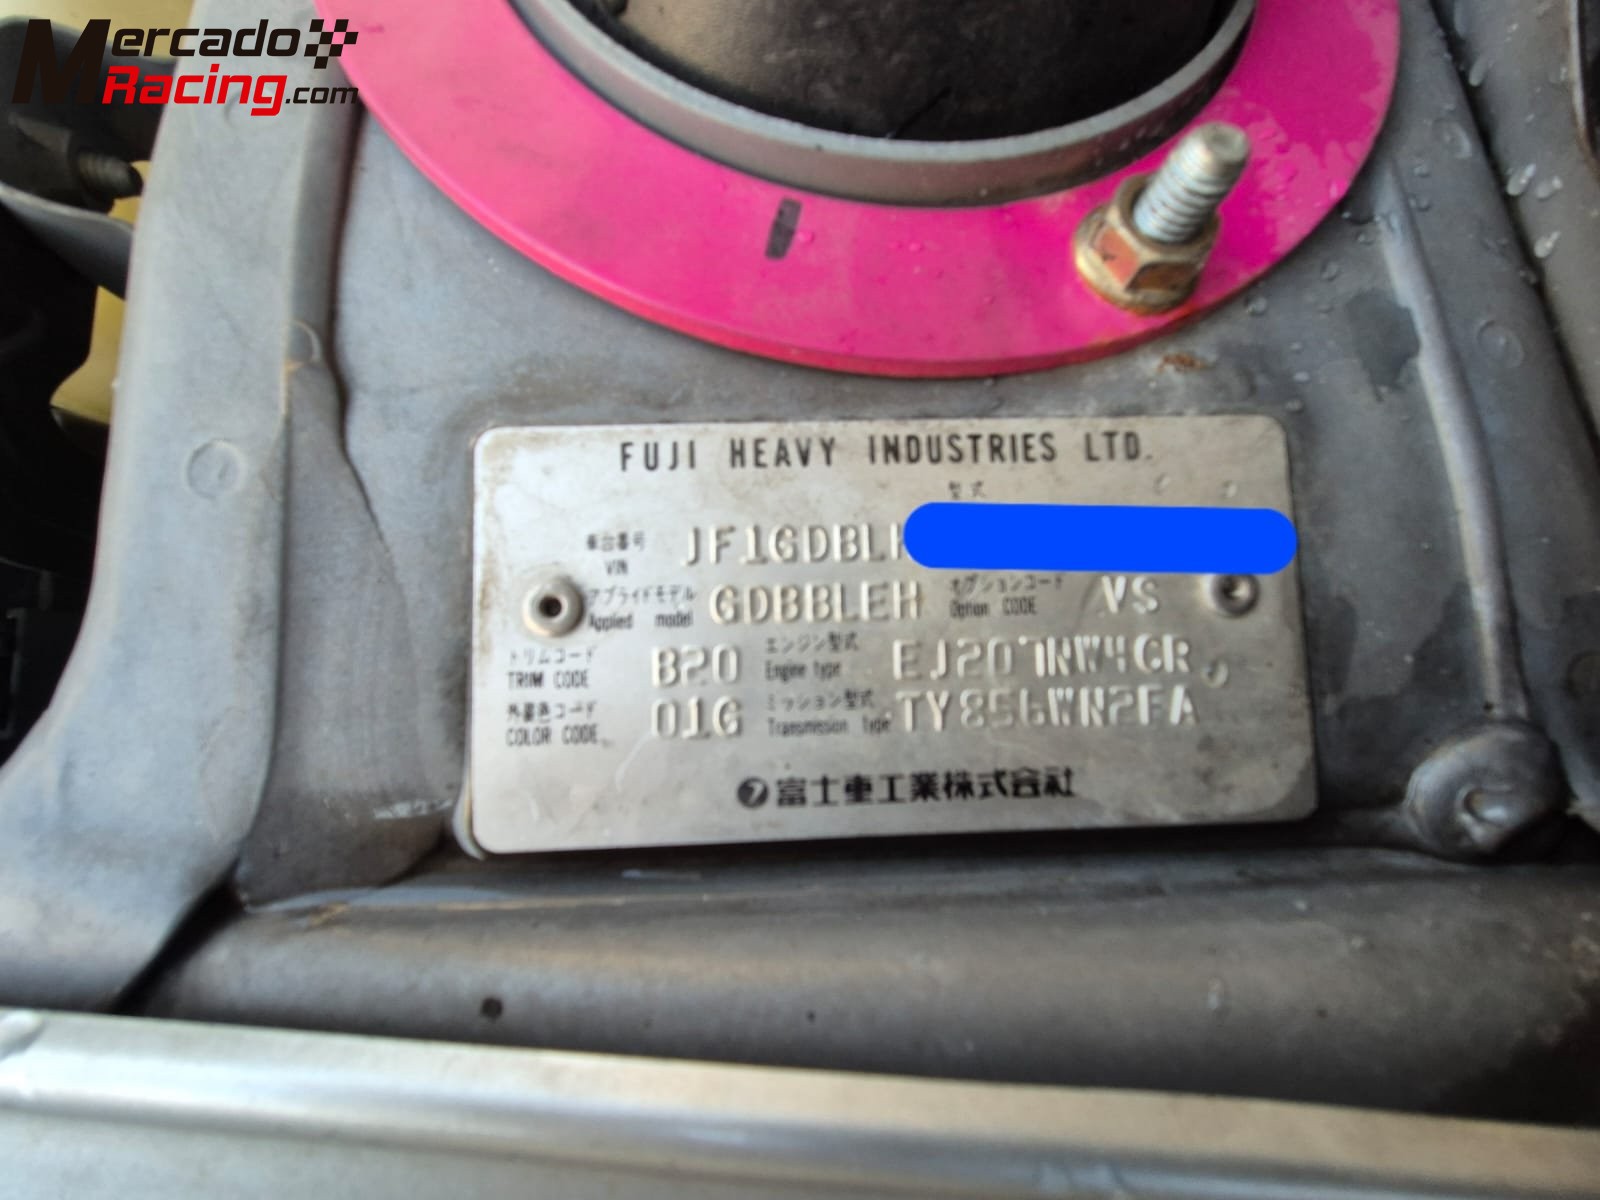 Mercado
Racing.com
FUJI HEAVY INDUSTRIES LTD.
型式
車台番号 JF1GDBLH
VIN
アプライドモデル GDBBLEH オプションコード VS
Applied model Option CODE
トリムコード B20 エンジン型式 EJ207NW4CR
TRIM CODE Engine type
外装色コード 01G ミッション型式 TY856WN2FA
COLOR CODE Transmission Type
富士重工業株式会社